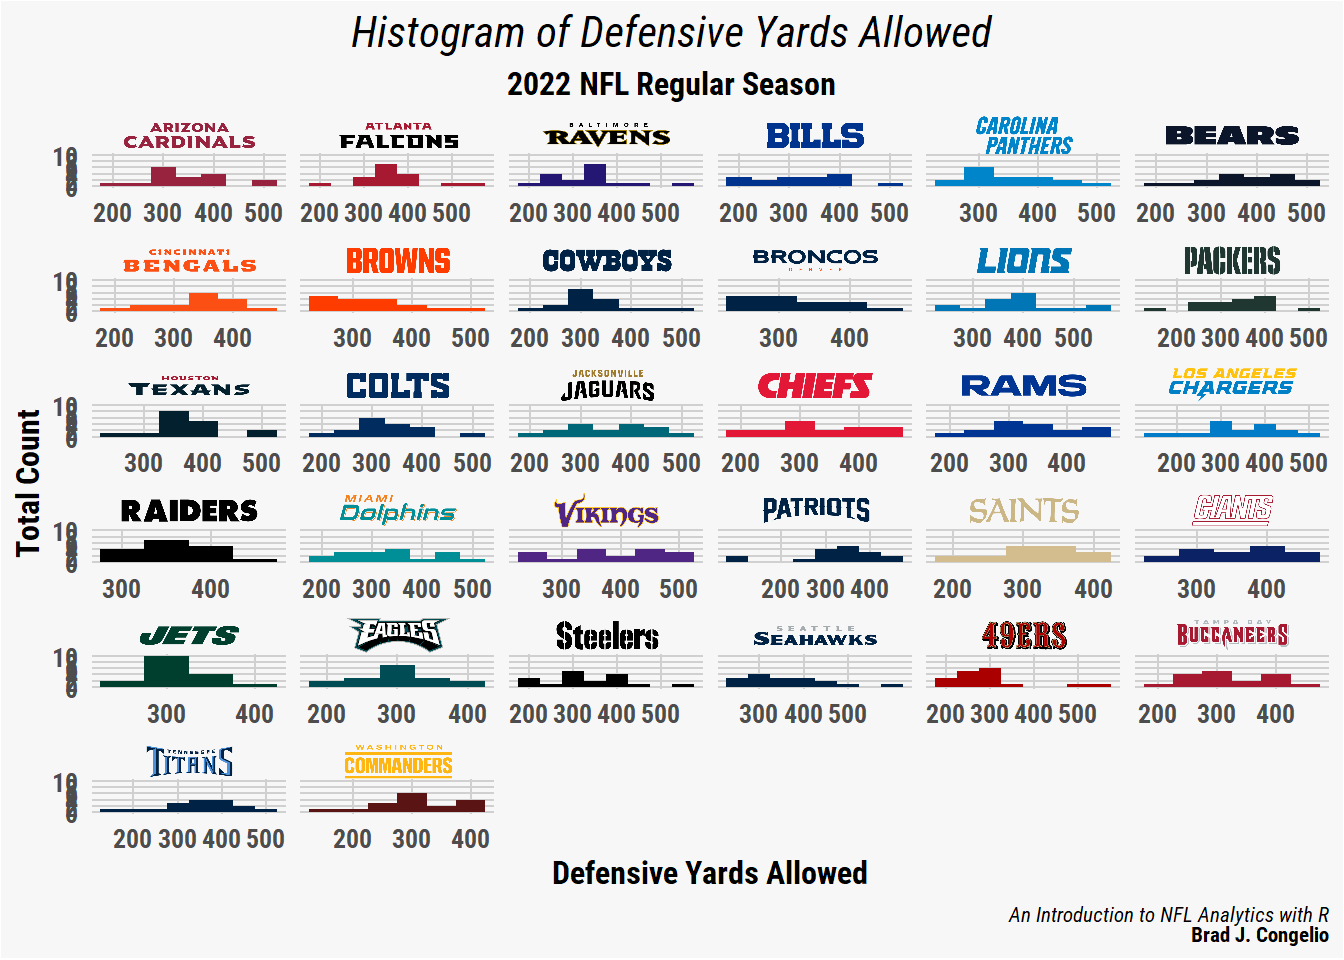 Histogram of Defensive Yards Allowed
2022 NFL Regular Season
ARIZONA CARDINALS
ATLANTA FALCONS
BALTIMORE RAVENS
BILLS
CAROLINA PANTHERS
BEARS
10
200 300 400 500
200 300 400 500
200 300 400 500
200 300 400 500
300 400 500
200 300 400 500
CINCINNATI BENGALS
BROWNS
COWBOYS
BRONCOS DENVER
LIONS
PACKERS
10
200 300 400
300 400 500
200 300 400 500
300 400
300 400 500
200 300 400 500
HOUSTON TEXANS
COLTS
JACKSONVILLE JAGUARS
CHIEFS
RAMS
LOS ANGELES CHARGERS
10
300 400 500
200 300 400 500
200 300 400 500
200 300 400
200 300 400
200 300 400 500
Total Count
RAIDERS
MIAMI Dolphins
VIKINGS
PATRIOTS
SAINTS
GIANTS
10
300 400
200 300 400 500
300 400 500
200 300 400
200 300 400
300 400
JETS
EAGLES
Steelers
SEATTLE SEAHAWKS
49ERS
TAMPA BAY BUCCANEERS
10
300 400
200 300 400
200 300 400 500
300 400 500
200 300 400 500
200 300 400
TENNESSEE TITANS
WASHINGTON COMMANDERS
10
200 300 400 500
200 300 400
Defensive Yards Allowed
An Introduction to NFL Analytics with R
Brad J. Congelio